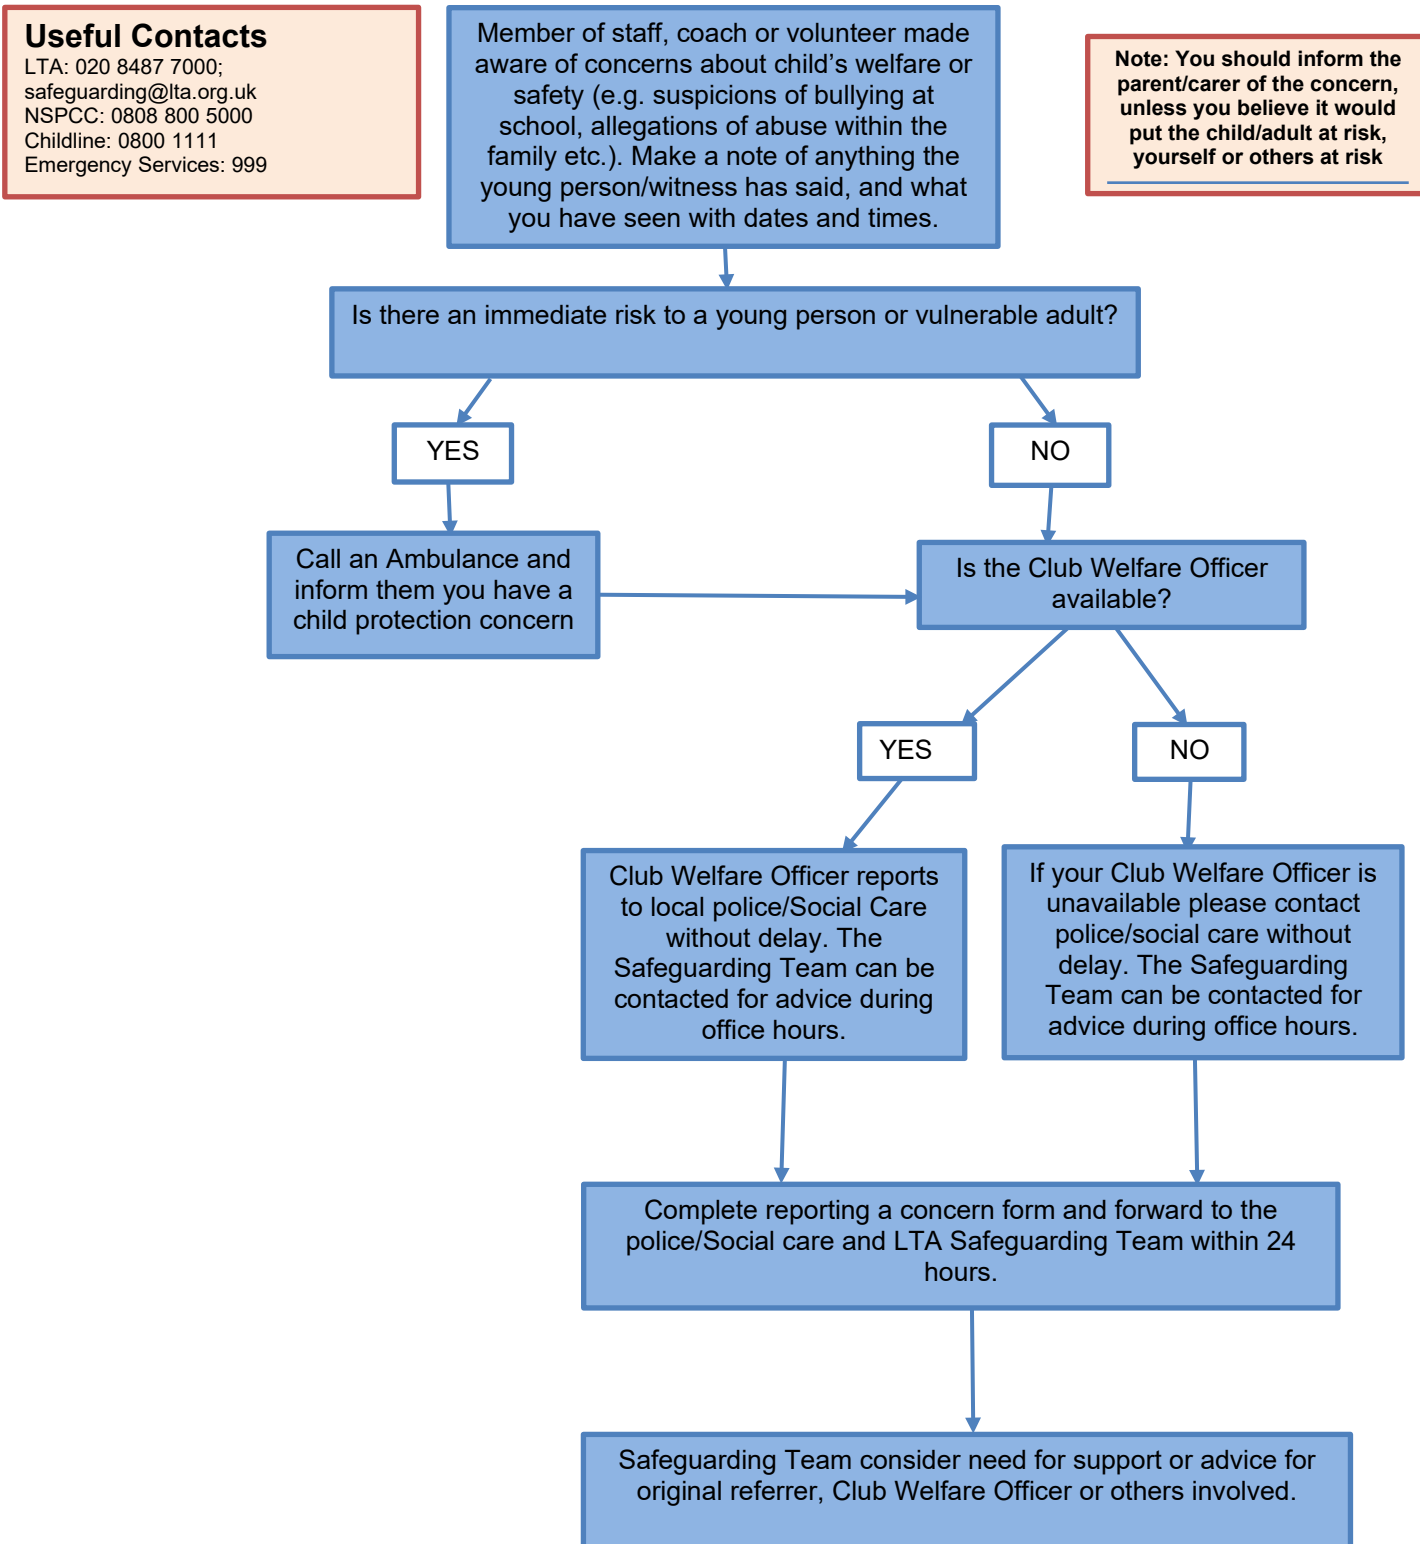 Useful Contacts
LTA: 020 8487 7000;
safeguarding@lta.org.uk
NSPCC: 0808 800 5000
Childline: 0800 1111
Emergency Services: 999
Member of staff, coach or volunteer made
aware of concerns about child’s welfare or
safety (e.g. suspicions of bullying at
school, allegations of abuse within the
family etc.). Make a note of anything the
young person/witness has said, and what
you have seen with dates and times.
Note: You should inform the
parent/carer of the concern,
unless you believe it would
put the child/adult at risk,
yourself or others at risk
Is there an immediate risk to a young person or vulnerable adult?
YES
NO
Call an Ambulance and
inform them you have a
child protection concern
Is the Club Welfare Officer
available?
YES
NO
Club Welfare Officer reports
to local police/Social Care
without delay. The
Safeguarding Team can be
contacted for advice during
office hours.
If your Club Welfare Officer is
unavailable please contact
police/social care without
delay. The Safeguarding
Team can be contacted for
advice during office hours.
Complete reporting a concern form and forward to the
police/Social care and LTA Safeguarding Team within 24
hours.
Safeguarding Team consider need for support or advice for
original referrer, Club Welfare Officer or others involved.